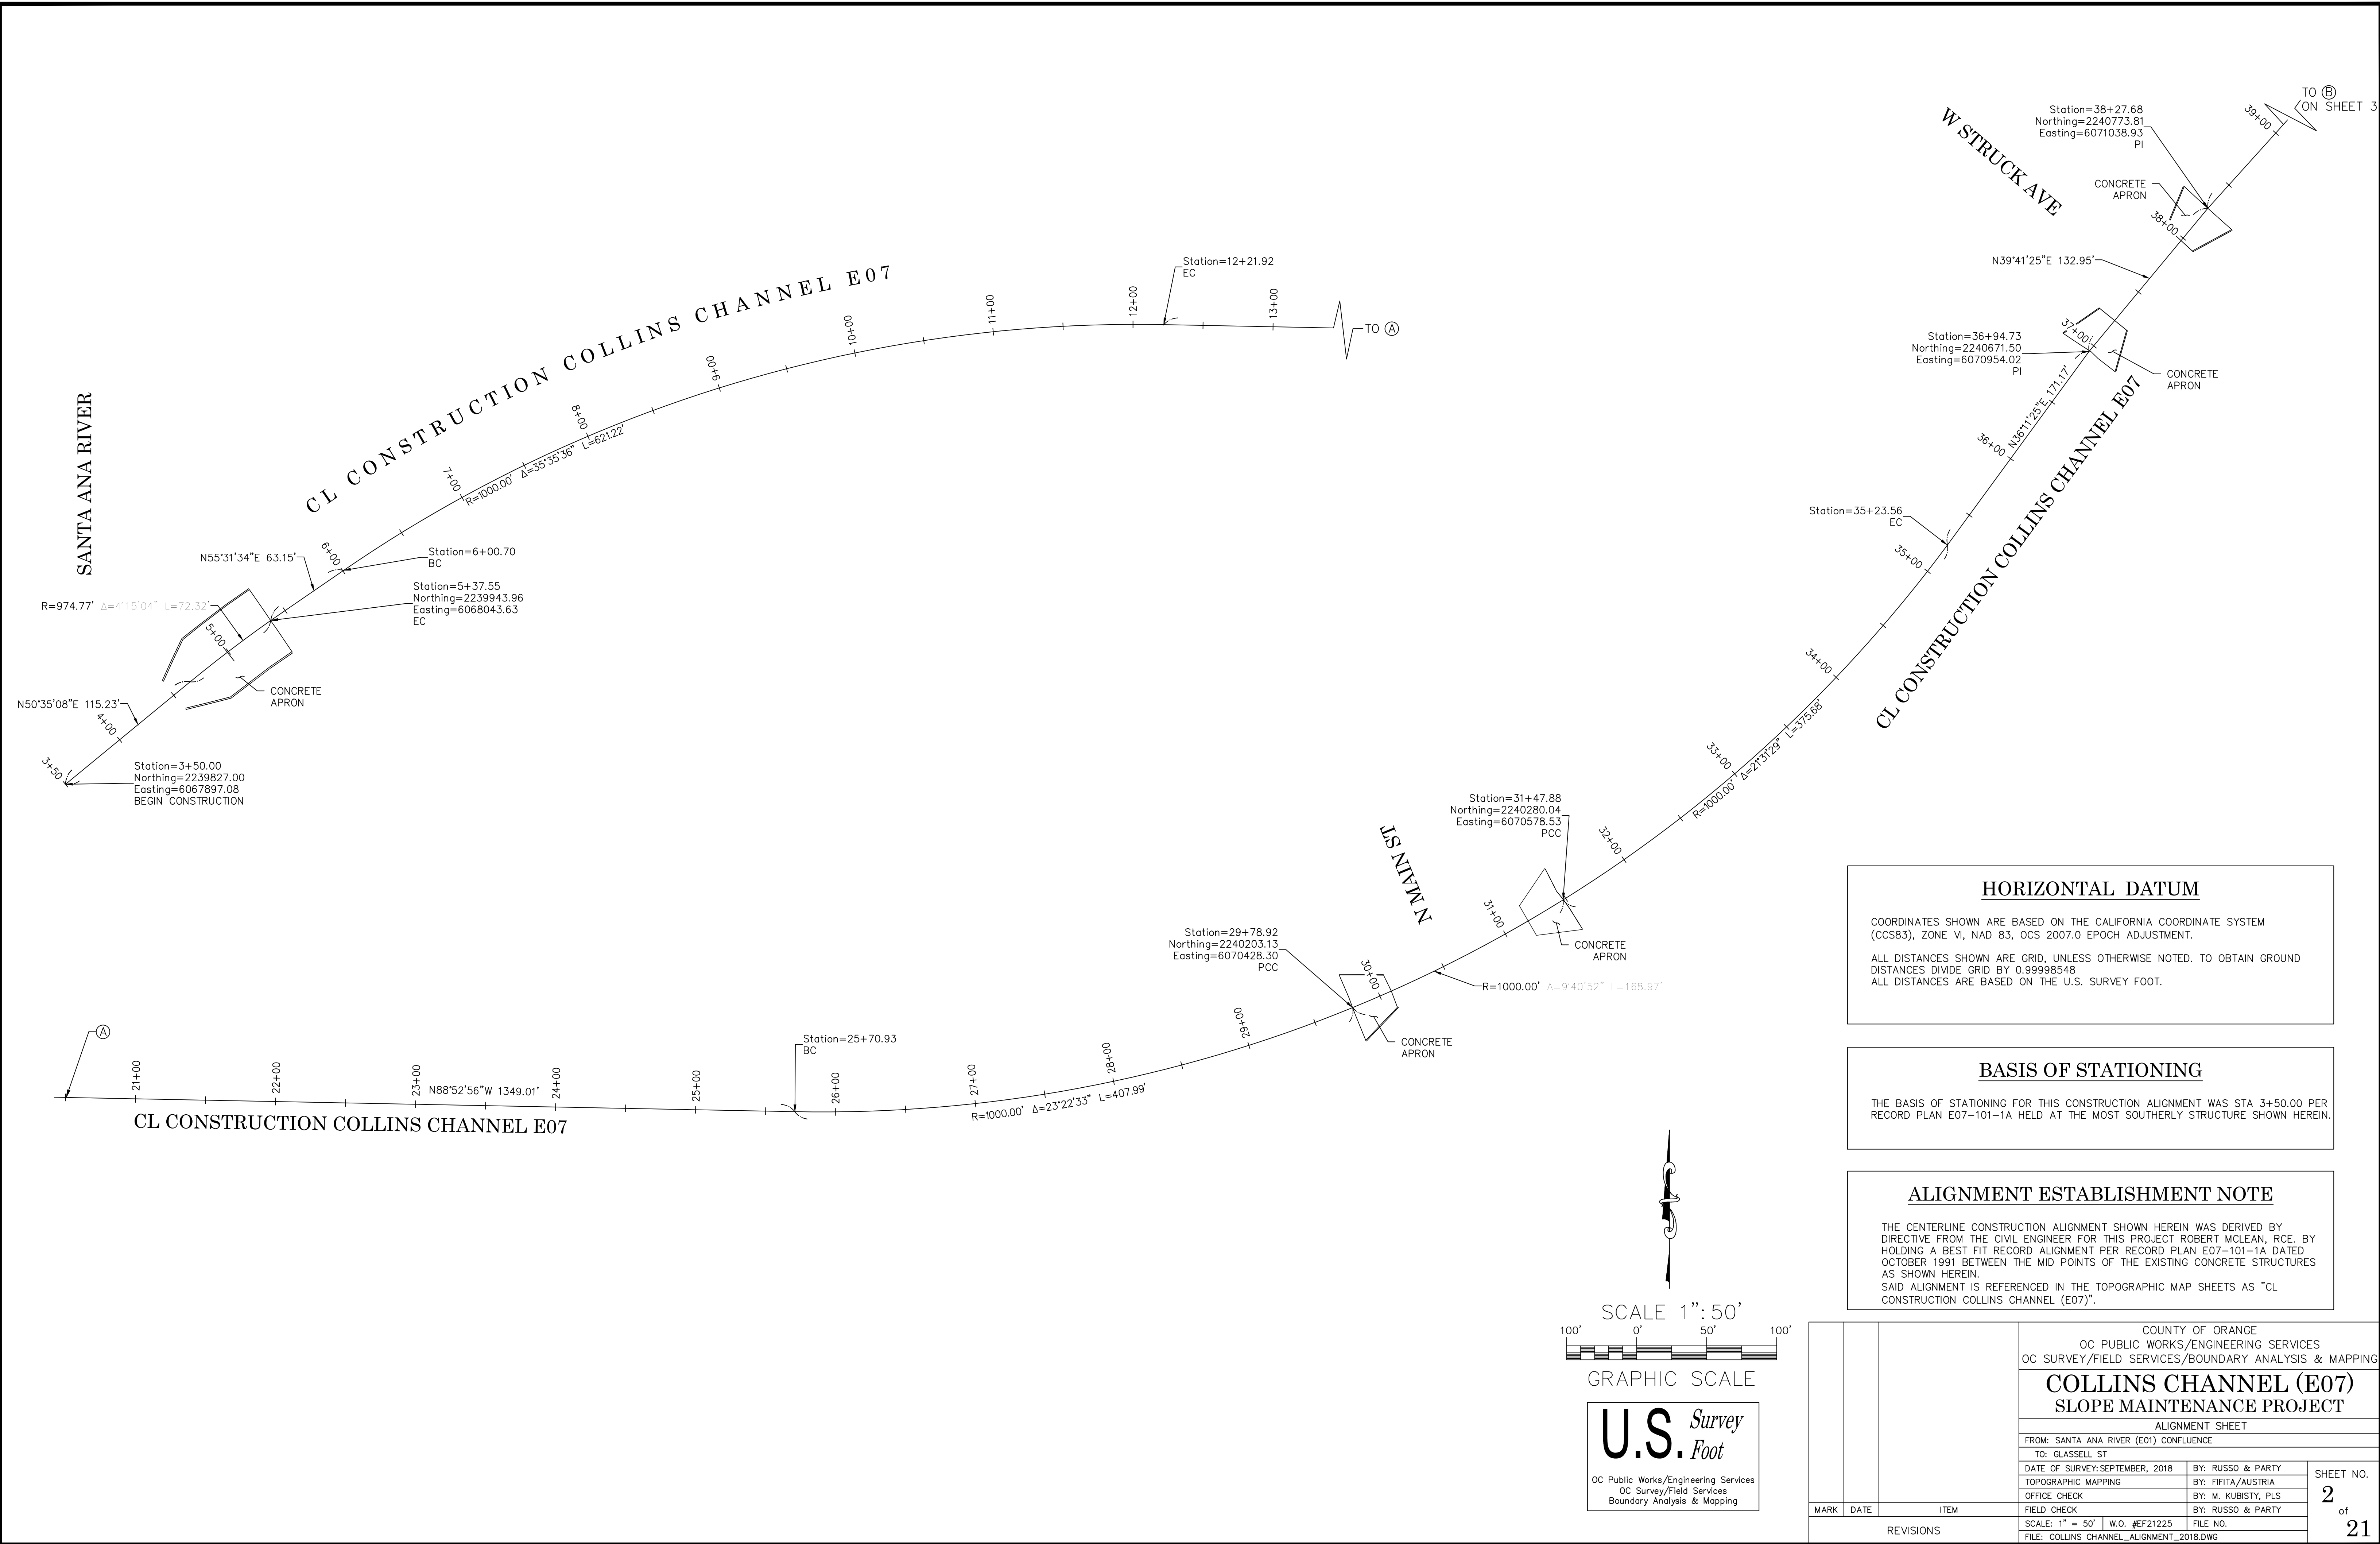 TO Ⓑ
ON SHEET 3
39+00
Station=38+27.68
Northing=2240773.81
Easting=6071038.93
PI
W STRUCK AVE
CONCRETE
APRON
38+00
N39°41'25"E 132.95'
37+00
Station=36+94.73
Northing=2240671.50
Easting=6070954.02
PI
CONCRETE
APRON
N36°11'25"E 171.17'
36+00
CL CONSTRUCTION COLLINS CHANNEL E07
Station=35+23.56
EC
35+00
34+00
33+00
R=1000.00' Δ=21°31'29" L=375.68'
32+00
Station=31+47.88
Northing=2240280.04
Easting=6070578.53
PCC
31+00
CONCRETE
APRON
N MAIN ST
Station=29+78.92
Northing=2240203.13
Easting=6070428.30
PCC
30+00
R=1000.00' Δ=9°40'52" L=168.97'
CONCRETE
APRON
29+00
28+00
27+00
R=1000.00' Δ=23°22'33" L=407.99'
Station=25+70.93
BC
26+00
25+00
24+00
23+00
22+00
21+00
N88°52'56"W 1349.01'
Ⓐ
CL CONSTRUCTION COLLINS CHANNEL E07
CL CONSTRUCTION COLLINS CHANNEL E07
Station=12+21.92
EC
TO Ⓐ
13+00
12+00
11+00
10+00
9+00
8+00
7+00
R=1000.00' Δ=35°35'36" L=621.22'
SANTA ANA RIVER
6+00
N55°31'34"E 63.15'
Station=6+00.70
BC
Station=5+37.55
Northing=2239943.96
Easting=6068043.63
EC
R=974.77' Δ=4°15'04" L=72.32'
5+00
CONCRETE
APRON
N50°35'08"E 115.23'
4+00
3+50
Station=3+50.00
Northing=2239827.00
Easting=6067897.08
BEGIN CONSTRUCTION
HORIZONTAL DATUM
COORDINATES SHOWN ARE BASED ON THE CALIFORNIA COORDINATE SYSTEM
(CCS83), ZONE VI, NAD 83, OCS 2007.0 EPOCH ADJUSTMENT.
ALL DISTANCES SHOWN ARE GRID, UNLESS OTHERWISE NOTED. TO OBTAIN GROUND
DISTANCES DIVIDE GRID BY 0.99998548
ALL DISTANCES ARE BASED ON THE U.S. SURVEY FOOT.
BASIS OF STATIONING
THE BASIS OF STATIONING FOR THIS CONSTRUCTION ALIGNMENT WAS STA 3+50.00 PER
RECORD PLAN E07-101-1A HELD AT THE MOST SOUTHERLY STRUCTURE SHOWN HEREIN.
ALIGNMENT ESTABLISHMENT NOTE
THE CENTERLINE CONSTRUCTION ALIGNMENT SHOWN HEREIN WAS DERIVED BY
DIRECTIVE FROM THE CIVIL ENGINEER FOR THIS PROJECT ROBERT MCLEAN, RCE. BY
HOLDING A BEST FIT RECORD ALIGNMENT PER RECORD PLAN E07-101-1A DATED
OCTOBER 1991 BETWEEN THE MID POINTS OF THE EXISTING CONCRETE STRUCTURES
AS SHOWN HEREIN.
SAID ALIGNMENT IS REFERENCED IN THE TOPOGRAPHIC MAP SHEETS AS "CL
CONSTRUCTION COLLINS CHANNEL (E07)".
SCALE 1":50'
100' 0' 50' 100'
GRAPHIC SCALE
U.S. Survey
Foot
OC Public Works/Engineering Services
OC Survey/Field Services
Boundary Analysis & Mapping
COUNTY OF ORANGE
OC PUBLIC WORKS/ENGINEERING SERVICES
OC SURVEY/FIELD SERVICES/BOUNDARY ANALYSIS & MAPPING
COLLINS CHANNEL (E07)
SLOPE MAINTENANCE PROJECT
ALIGNMENT SHEET
FROM: SANTA ANA RIVER (E01) CONFLUENCE
TO: GLASSELL ST
DATE OF SURVEY: SEPTEMBER, 2018 BY: RUSSO & PARTY
TOPOGRAPHIC MAPPING BY: FIFITA/AUSTRIA
OFFICE CHECK BY: M. KUBISTY, PLS
FIELD CHECK BY: RUSSO & PARTY
SCALE: 1" = 50' W.O. #EF21225 FILE NO.
FILE: COLLINS CHANNEL_ALIGNMENT_2018.DWG
SHEET NO.
2
of
21
MARK DATE ITEM
REVISIONS